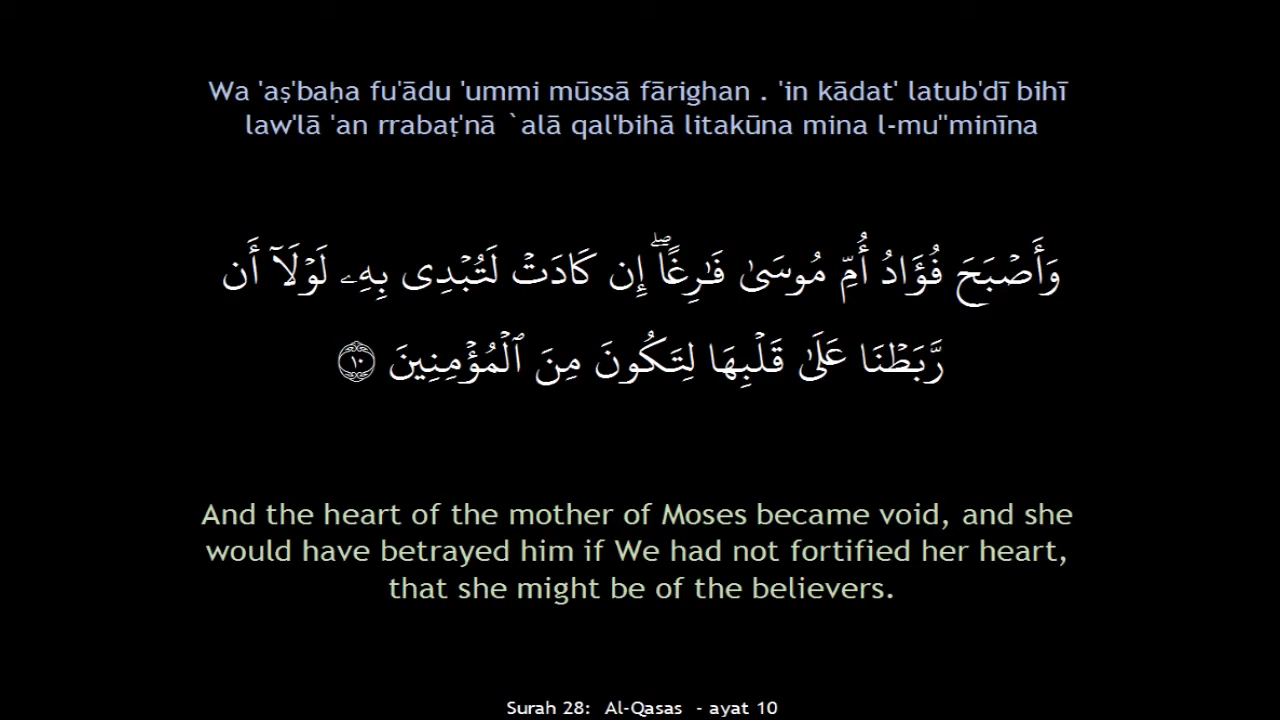 Wa 'aṣ'baḥa fu'ādu 'ummi mūssā fārighan . 'in kādat' latub'dī bihī
law'lā 'an rrabaṭ'nā `alā qal'bihā litakūna mina l-mu''minīna
وَأَصۡبَحَ فُؤَادُ أُمِّ مُوسَىٰ فَٰرِغًاۖ إِن كَادَتۡ لَتُبۡدِى بِهِۦ لَوۡلَآ أَن
رَّبَطۡنَا عَلَىٰ قَلۡبِهَا لِتَكُونَ مِنَ ٱلۡمُؤۡمِنِينَ ١٠
And the heart of the mother of Moses became void, and she
would have betrayed him if We had not fortified her heart,
that she might be of the believers.
Surah 28: Al-Qasas - ayat 10